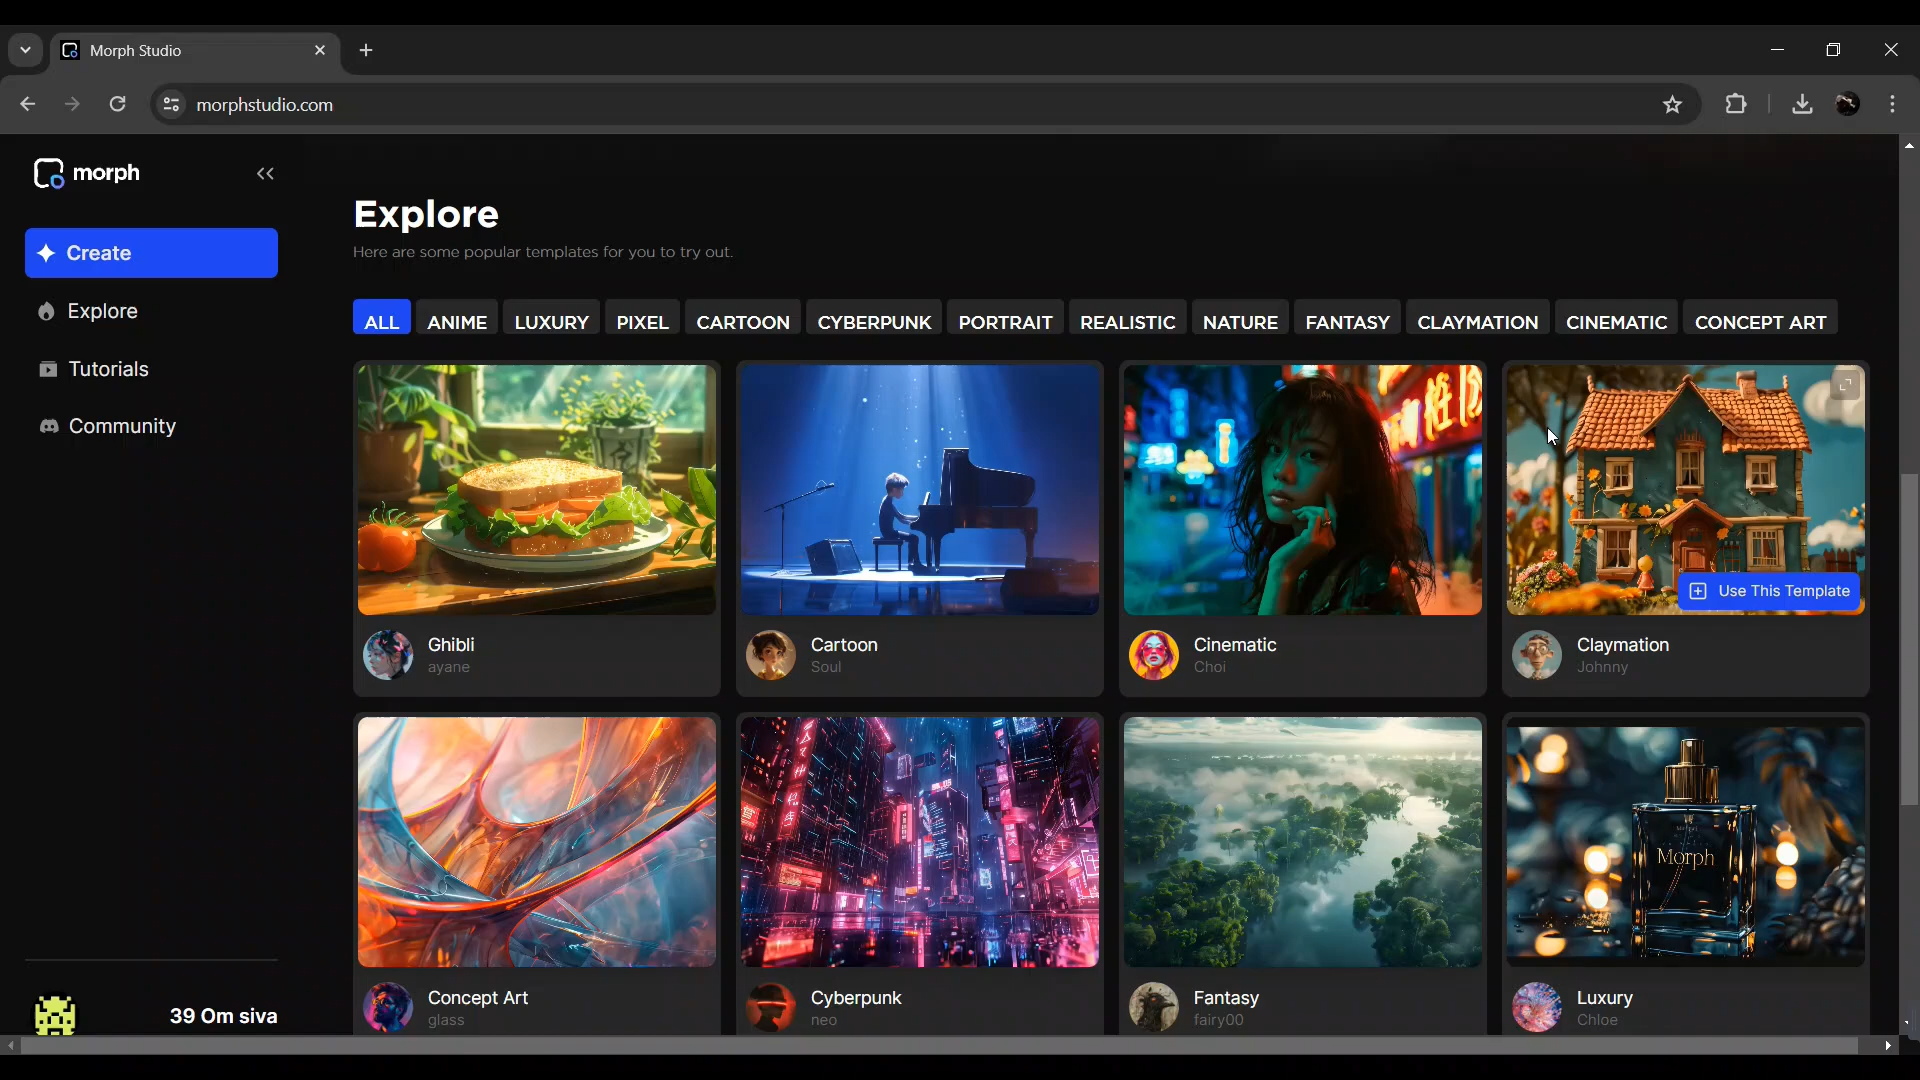 Morph Studio
morphstudio.com
morph
Create
Explore
Tutorials
Community
39 Om siva
Explore
Here are some popular templates for you to try out.
ALL ANIME LUXURY PIXEL CARTOON CYBERPUNK PORTRAIT REALISTIC NATURE FANTASY CLAYMATION CINEMATIC CONCEPT ART
Use This Template
Ghibli
ayane
Cartoon
Soul
Cinematic
Choi
Claymation
Johnny
Morph
Concept Art
glass
Cyberpunk
neo
Fantasy
fairy00
Luxury
Chloe